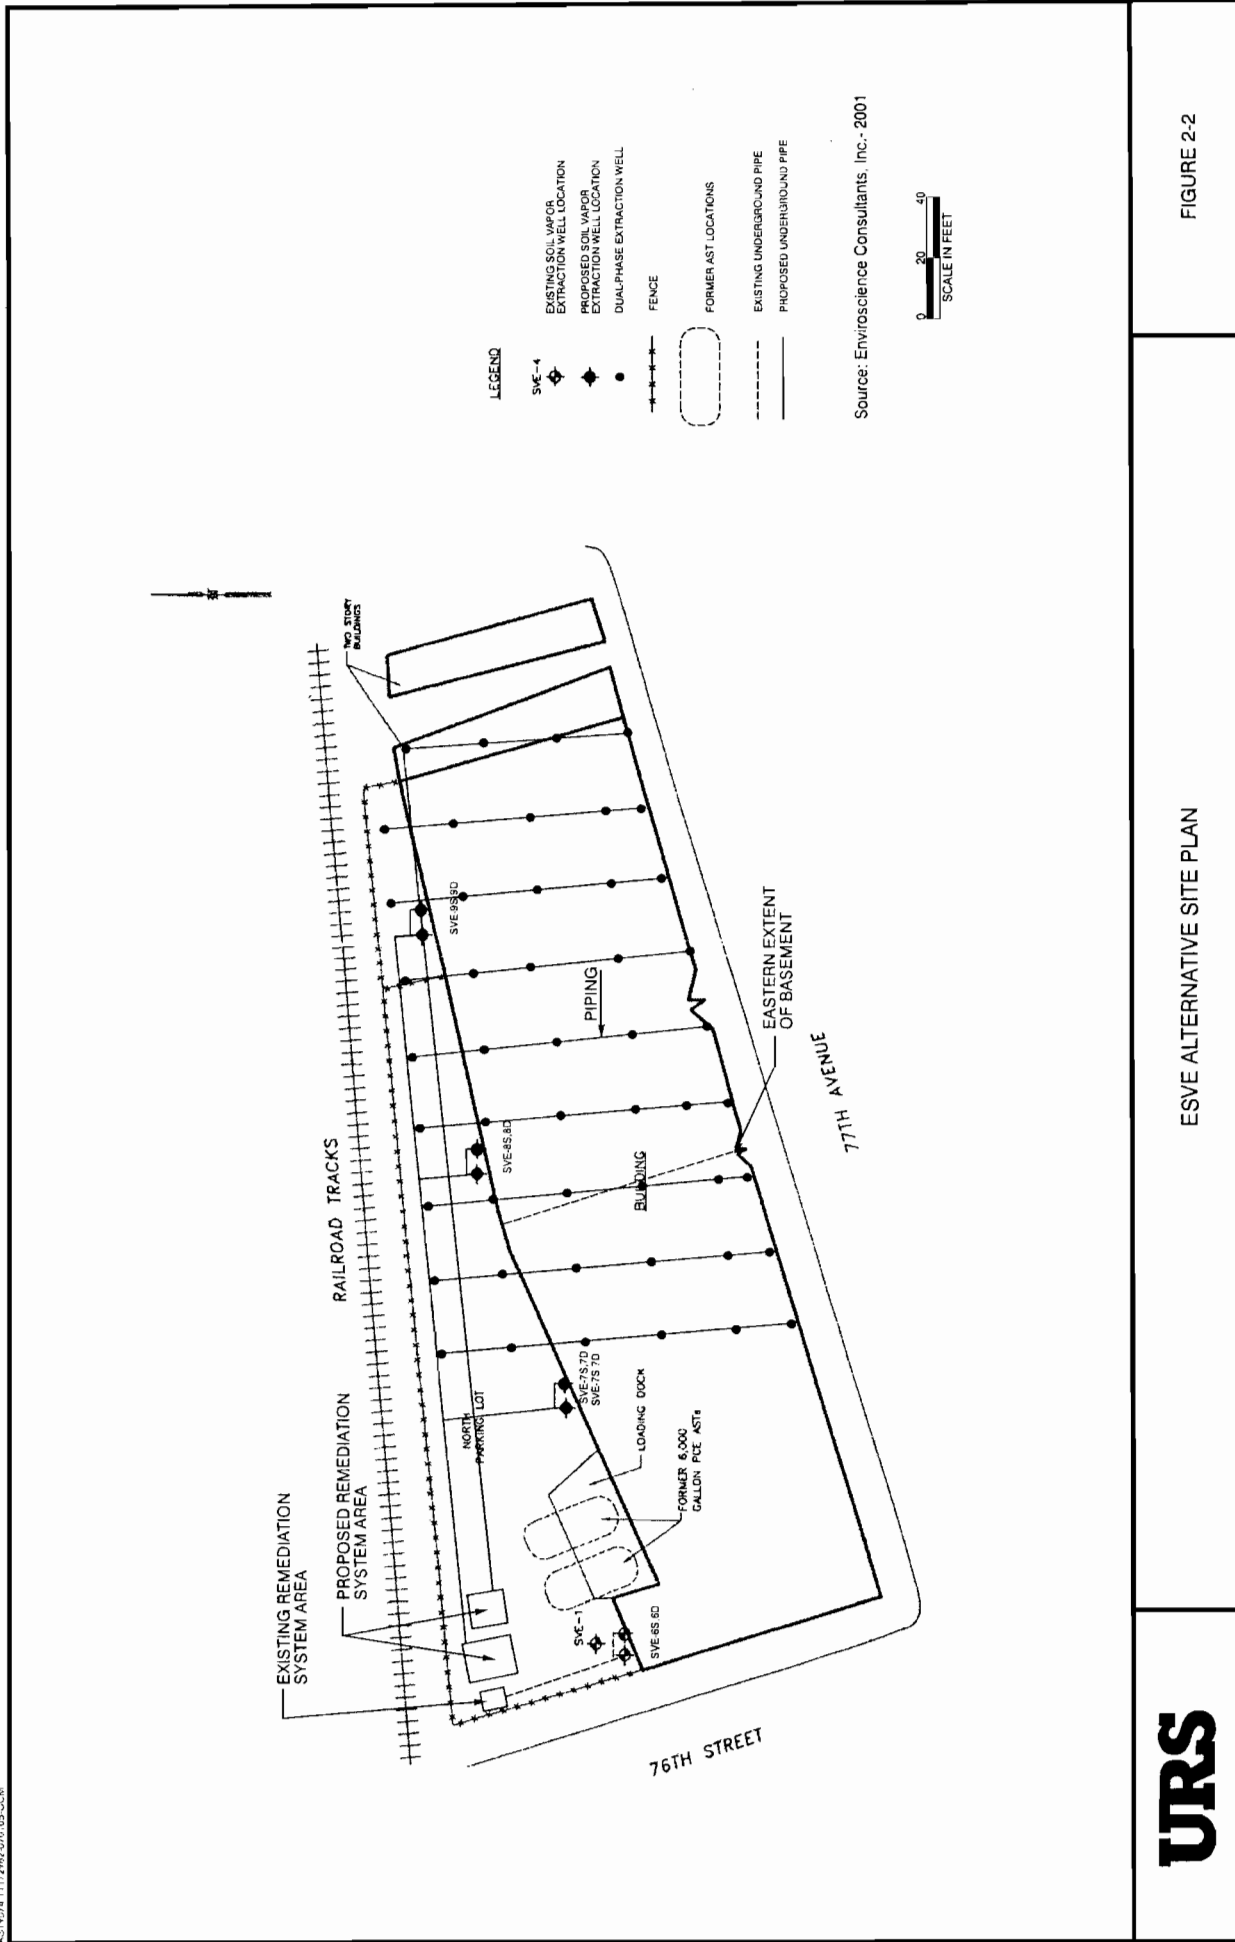 EXISTING REMEDIATION
SYSTEM AREA
PROPOSED REMEDIATION
SYSTEM AREA
RAILROAD TRACKS
TWO STORY
BUILDINGS
NORTH
PARKING LOT
SVE-1
SVE-6S,6D
SVE-7S,7D
SVE-7S 7D
SVE-8S,8D
SVE-9S,9D
LOADING DOCK
FORMER 6,000
GALLON PCE ASTs
BUILDING
PIPING
EASTERN EXTENT
OF BASEMENT
76TH STREET
77TH AVENUE
LEGEND
SVE-4
EXISTING SOIL VAPOR
EXTRACTION WELL LOCATION
PROPOSED SOIL VAPOR
EXTRACTION WELL LOCATION
DUAL-PHASE EXTRACTION WELL
FENCE
FORMER AST LOCATIONS
EXISTING UNDERGROUND PIPE
PROPOSED UNDERGROUND PIPE
Source: Enviroscience Consultants, Inc.- 2001
0 20 40
SCALE IN FEET
URS
ESVE ALTERNATIVE SITE PLAN
FIGURE 2-2